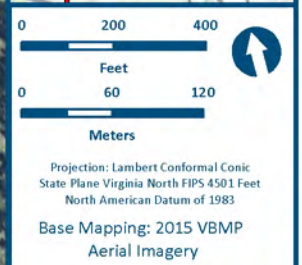 0 200 400
Feet
0 60 120
Meters
Projection: Lambert Conformal Conic
State Plane Virginia North FIPS 4501 Feet
North American Datum of 1983
Base Mapping: 2015 VBMP
Aerial Imagery